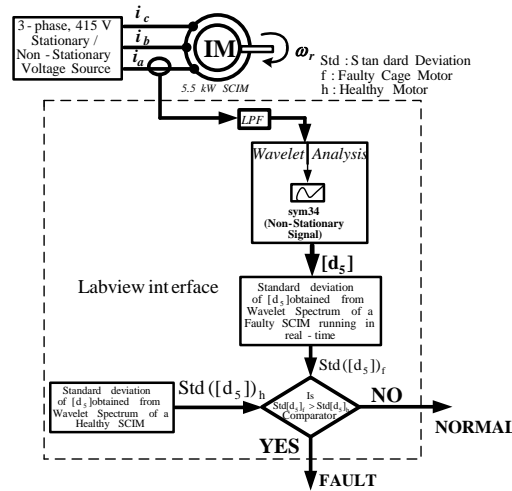 3 - phase, 415 V
Stationary /
Non - Stationary
Voltage Source
i_c
i_b
i_a
IM
5.5 kW SCIM
ω_r
Std : S tan dard Deviation
f : Faulty Cage Motor
h : Healthy Motor
LPF
Wavelet Analysis
sym34
(Non-Stationary
Signal)
[d_5]
Labview interface
Standard deviation
of [d_5]obtained from
Wavelet Spectrum of a
Faulty SCIM running in
real - time
Std([d_5])_f
Standard deviation
of [d_5]obtained from
Wavelet Spectrum of a
Healthy SCIM
Std ([d_5])_h
Is
Std[d_5]_f > Std[d_5]_h
Comparator
NO
NORMAL
YES
FAULT